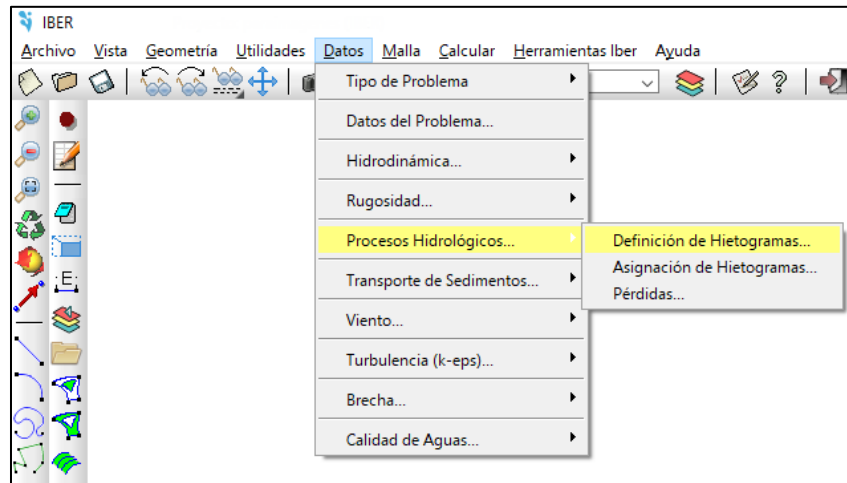 IBER
Archivo Vista Geometría Utilidades Datos Malla Calcular Herramientas Iber Ayuda
Tipo de Problema
Datos del Problema...
Hidrodinámica...
Rugosidad...
Procesos Hidrológicos...
Definición de Hietogramas...
Asignación de Hietogramas...
Pérdidas...
Transporte de Sedimentos...
Viento...
Turbulencia (k-eps)...
Brecha...
Calidad de Aguas...
.E.